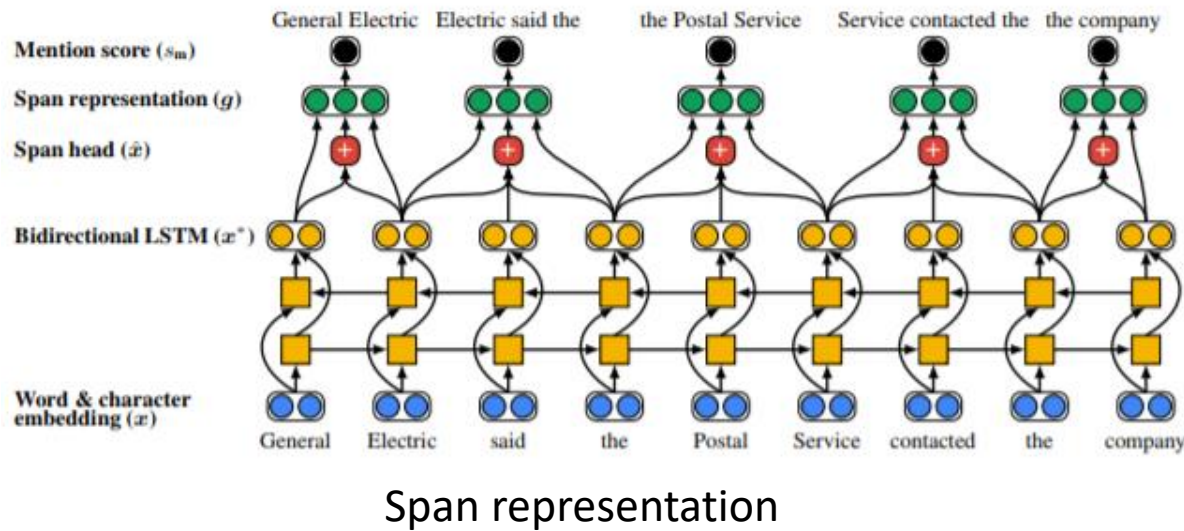 General Electric Electric said the the Postal Service Service contacted the the company
Mention score (sₘ)
Span representation (g)
Span head (x̂)
+ + + + +
Bidirectional LSTM (x*)
Word & character
embedding (x)
General Electric said the Postal Service contacted the company
Span representation